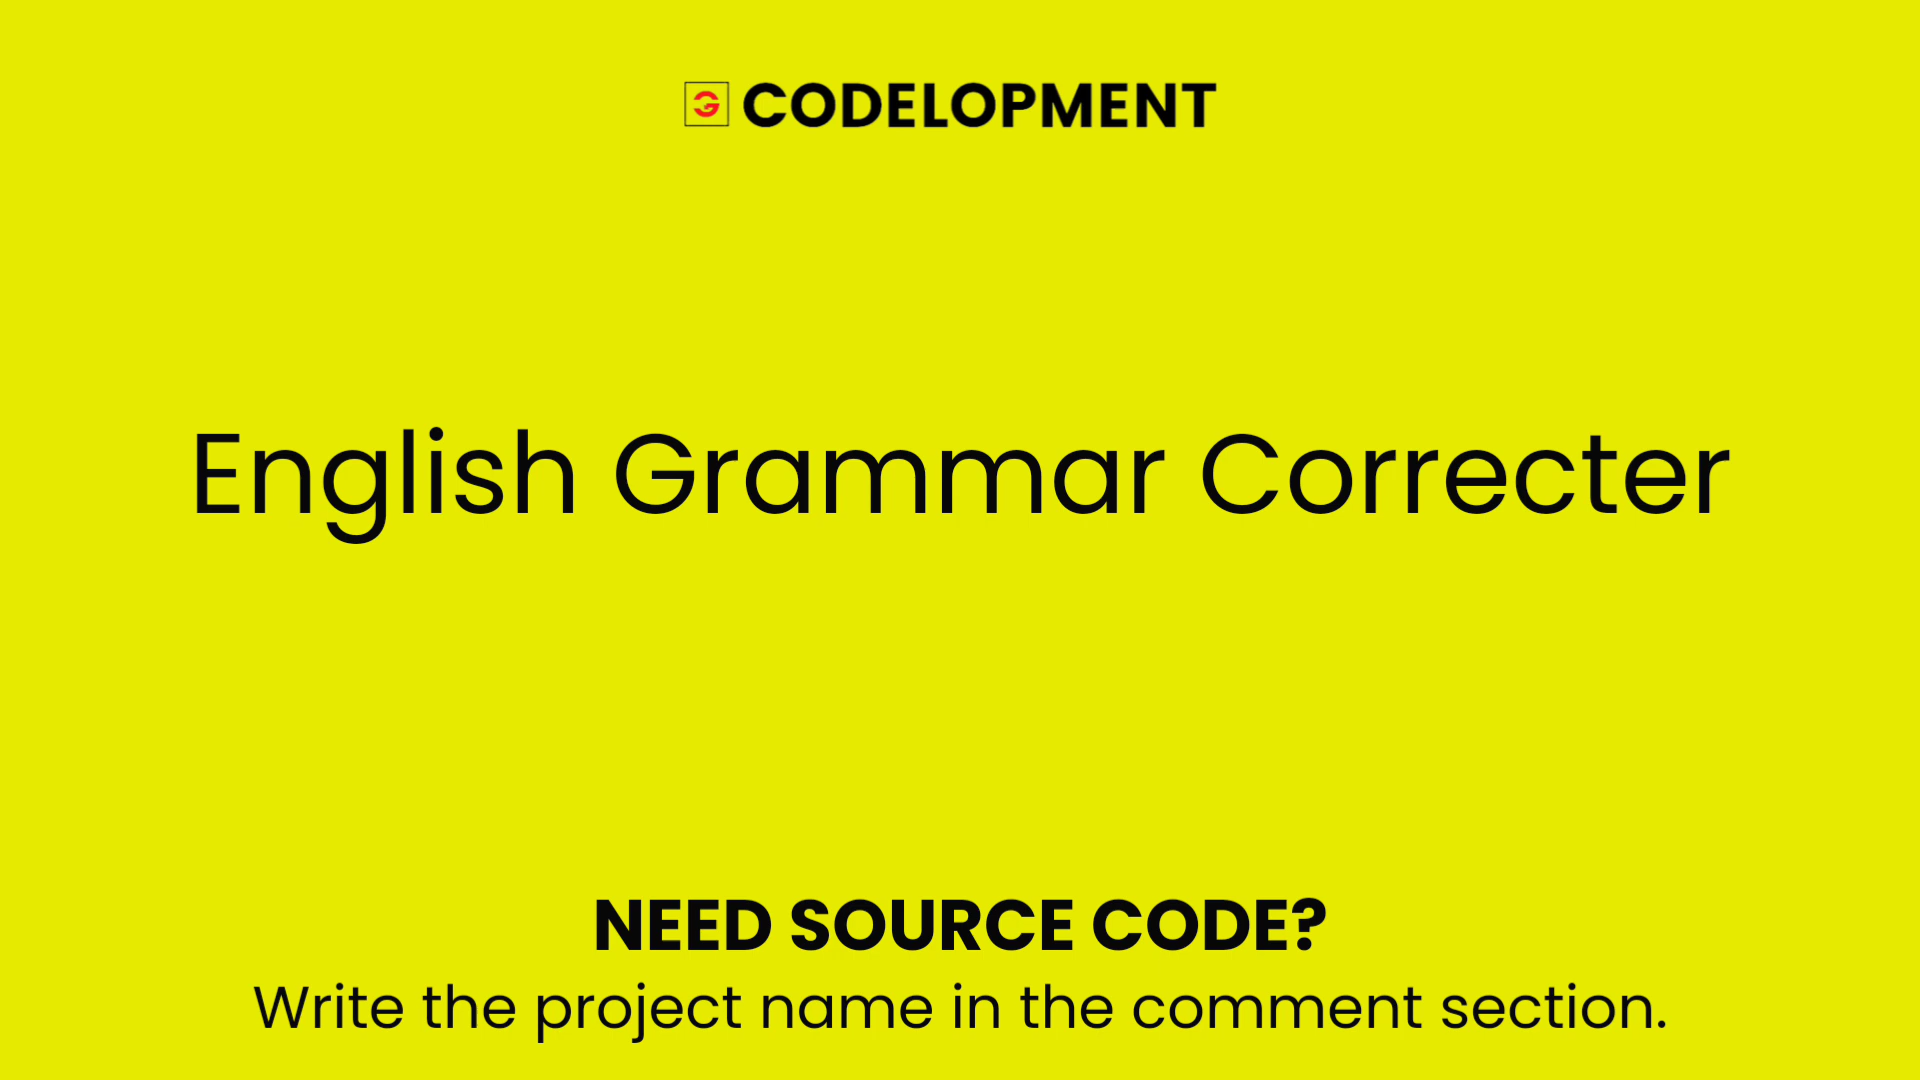 CODELOPMENT
English Grammar Correcter
NEED SOURCE CODE?
Write the project name in the comment section.